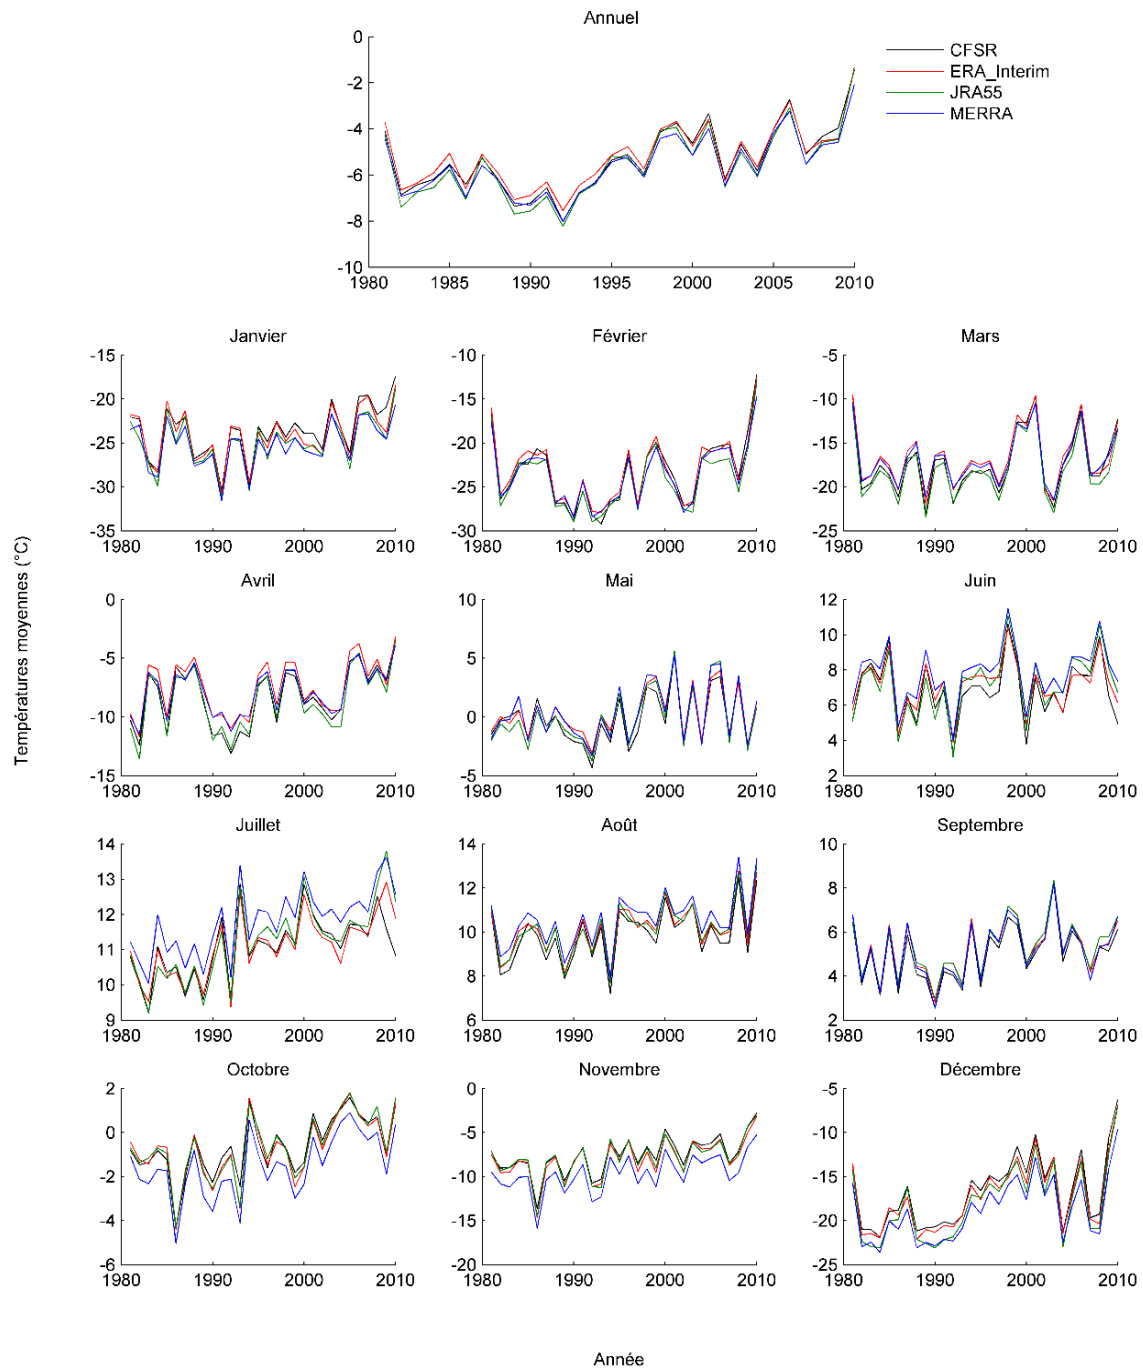 Annuel
0
-2
-4
-6
-8
-10
1980 1985 1990 1995 2000 2005 2010
CFSR
ERA_Interim
JRA55
MERRA
Températures moyennes (°C)
Janvier
-15
-20
-25
-30
-35
1980 1990 2000 2010
Février
-10
-15
-20
-25
-30
1980 1990 2000 2010
Mars
-5
-10
-15
-20
-25
1980 1990 2000 2010
Avril
0
-5
-10
-15
1980 1990 2000 2010
Mai
10
5
0
-5
1980 1990 2000 2010
Juin
12
10
8
6
4
2
1980 1990 2000 2010
Juillet
14
13
12
11
10
9
1980 1990 2000 2010
Août
14
12
10
8
6
1980 1990 2000 2010
Septembre
12
10
8
6
4
2
1980 1990 2000 2010
Octobre
2
0
-2
-4
-6
1980 1990 2000 2010
Novembre
0
-5
-10
-15
-20
1980 1990 2000 2010
Décembre
-5
-10
-15
-20
-25
1980 1990 2000 2010
Année